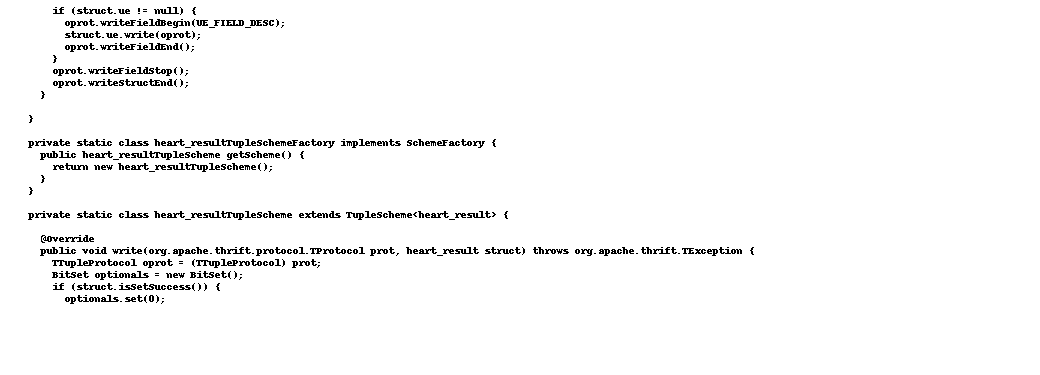 if (struct.ue != null) {
oprot.writeFieldBegin(UE_FIELD_DESC);
struct.ue.write(oprot);
oprot.writeFieldEnd();
}
oprot.writeFieldStop();
oprot.writeStructEnd();
}
}
private static class heart_resultTupleSchemeFactory implements SchemeFactory {
public heart_resultTupleScheme getScheme() {
return new heart_resultTupleScheme();
}
}
private static class heart_resultTupleScheme extends TupleScheme<heart_result> {
@Override
public void write(org.apache.thrift.protocol.TProtocol prot, heart_result struct) throws org.apache.thrift.TException {
TTupleProtocol oprot = (TTupleProtocol) prot;
BitSet optionals = new BitSet();
if (struct.isSetSuccess()) {
optionals.set(0);